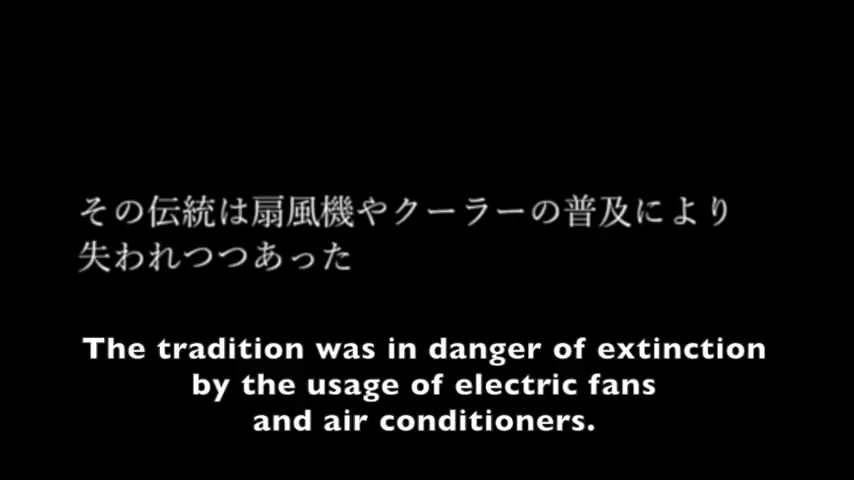 その伝統は扇風機やクーラーの普及により
失われつつあった
The tradition was in danger of extinction
by the usage of electric fans
and air conditioners.